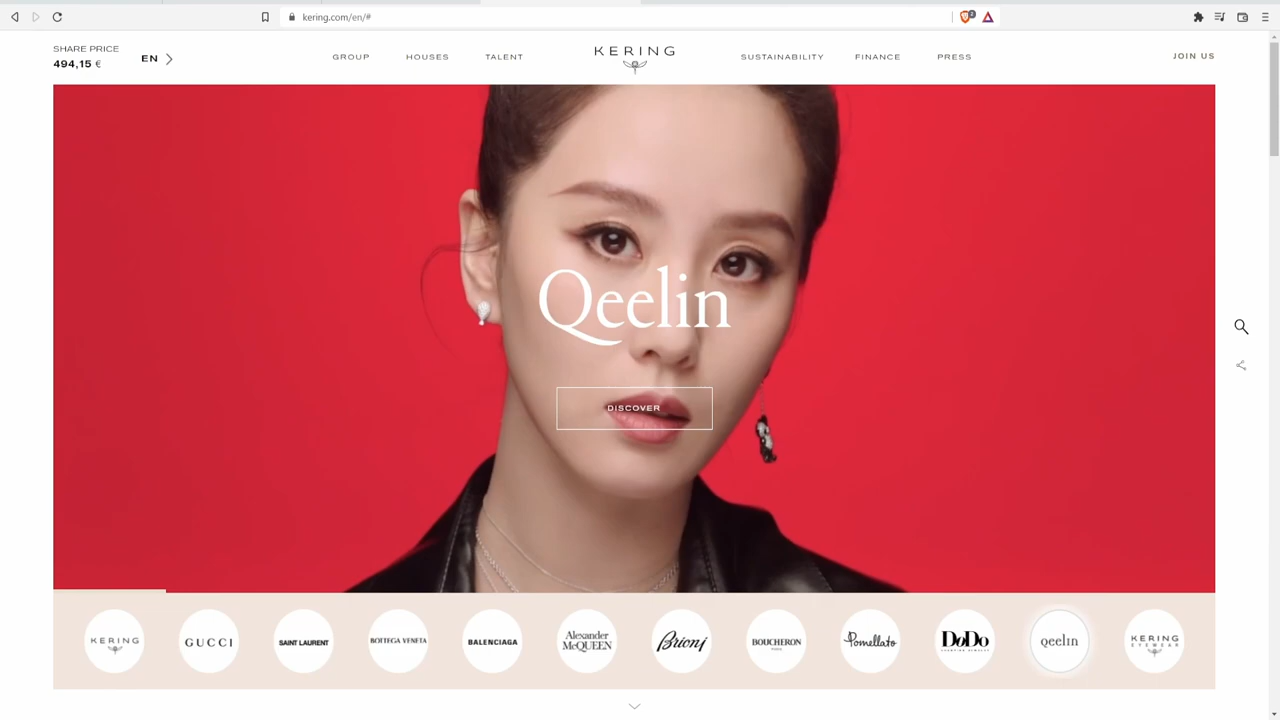 kering.com/en/#
2
SHARE PRICE
494,15 €
EN
GROUP
HOUSES
TALENT
KERING
SUSTAINABILITY
FINANCE
PRESS
JOIN US
Qeelin
DISCOVER
KERING
GUCCI
SAINT LAURENT
BOTTEGA VENETA
BALENCIAGA
Alexander
McQUEEN
Brioni
BOUCHERON
Pomellato
DoDo
qeelin
KERING
EYEWEAR